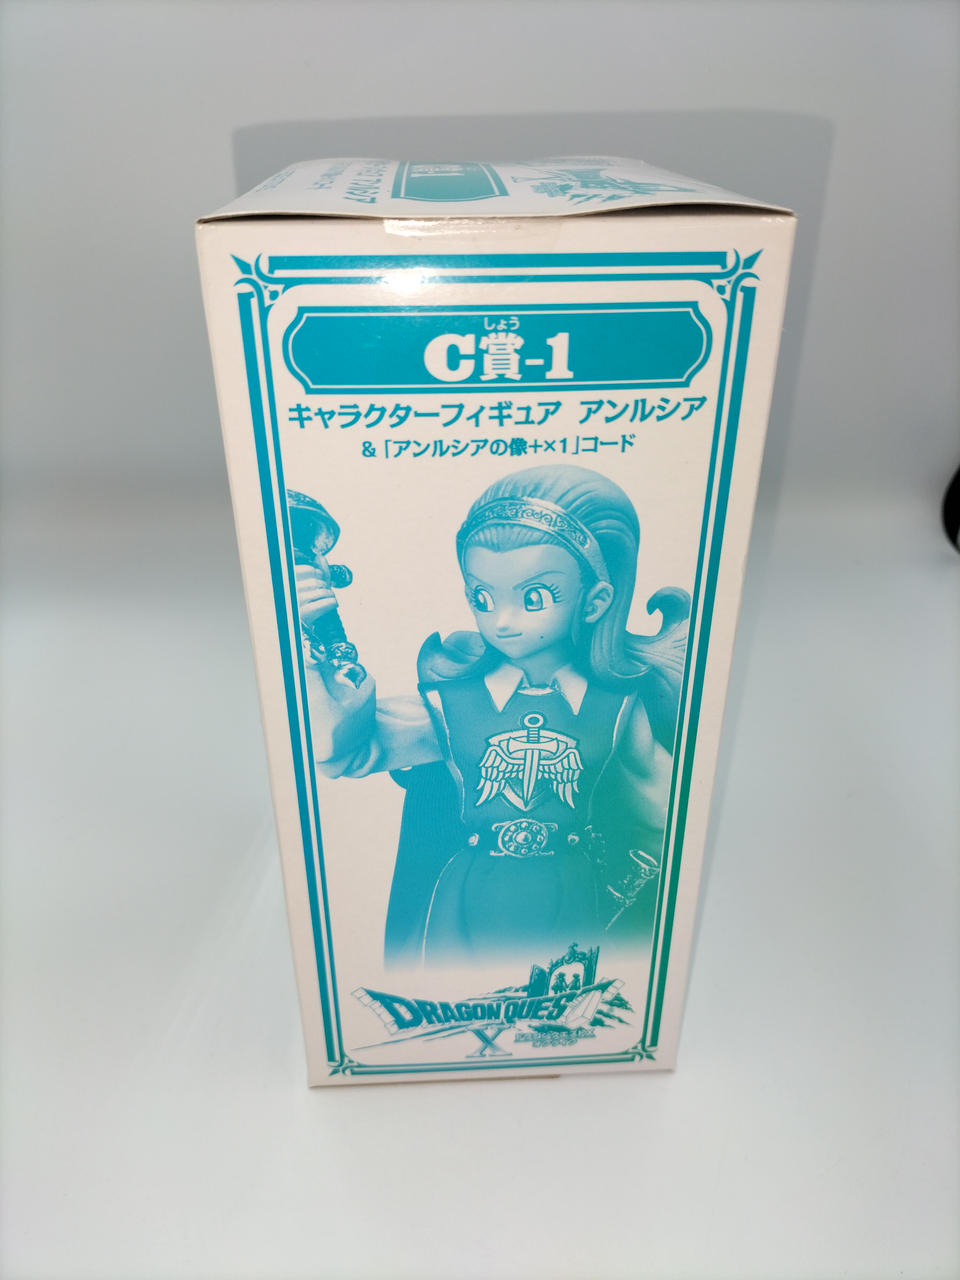 しょう
C賞-1
キャラクターフィギュア アンルシア
&「アンルシアの像+×1」コード
DRAGON QUEST
X